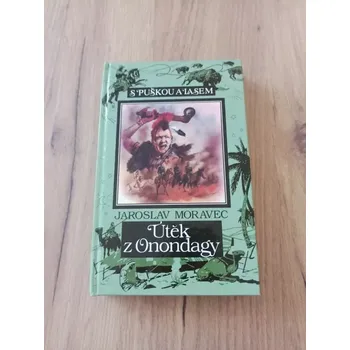 S PUŠKOU A LASEM
JAROSLAV MORAVEC
Útěk
z Onondagy